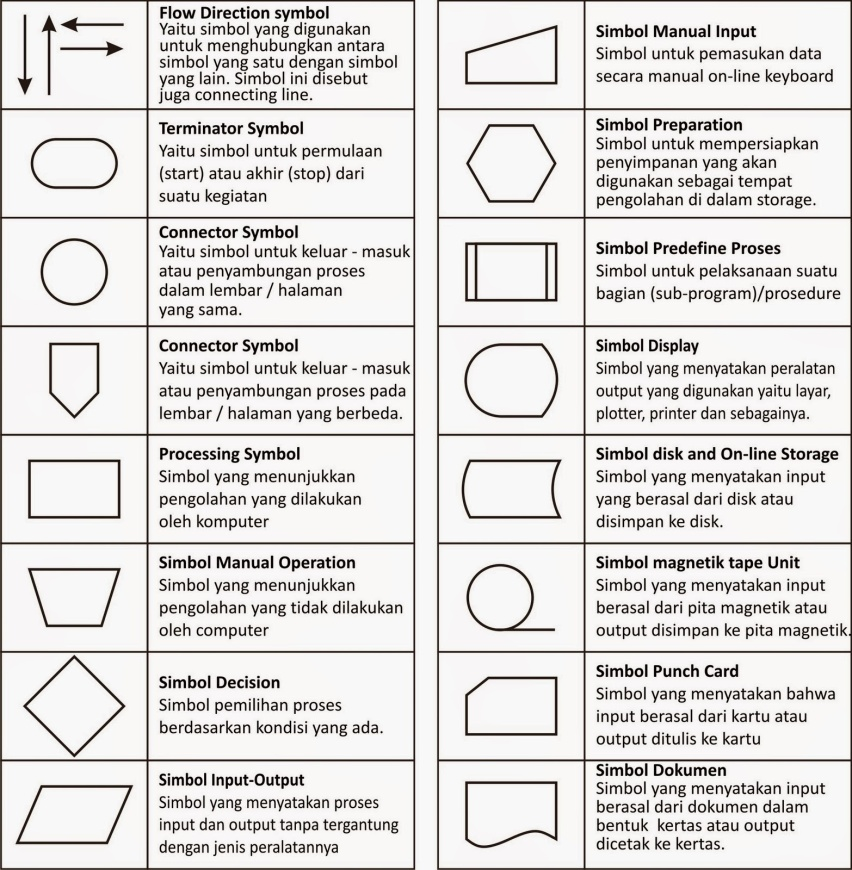 Flow Direction symbol
Yaitu simbol yang digunakan
untuk menghubungkan antara
simbol yang satu dengan simbol
yang lain. Simbol ini disebut
juga connecting line.
Terminator Symbol
Yaitu simbol untuk permulaan
(start) atau akhir (stop) dari
suatu kegiatan
Connector Symbol
Yaitu simbol untuk keluar - masuk
atau penyambungan proses
dalam lembar / halaman
yang sama.
Connector Symbol
Yaitu simbol untuk keluar - masuk
atau penyambungan proses pada
lembar / halaman yang berbeda.
Processing Symbol
Simbol yang menunjukkan
pengolahan yang dilakukan
oleh komputer
Simbol Manual Operation
Simbol yang menunjukkan
pengolahan yang tidak dilakukan
oleh computer
Simbol Decision
Simbol pemilihan proses
berdasarkan kondisi yang ada.
Simbol Input-Output
Simbol yang menyatakan proses
input dan output tanpa tergantung
dengan jenis peralatannya
Simbol Manual Input
Simbol untuk pemasukan data
secara manual on-line keyboard
Simbol Preparation
Simbol untuk mempersiapkan
penyimpanan yang akan
digunakan sebagai tempat
pengolahan di dalam storage.
Simbol Predefine Proses
Simbol untuk pelaksanaan suatu
bagian (sub-program)/prosedure
Simbol Display
Simbol yang menyatakan peralatan
output yang digunakan yaitu layar,
plotter, printer dan sebagainya.
Simbol disk and On-line Storage
Simbol yang menyatakan input
yang berasal dari disk atau
disimpan ke disk.
Simbol magnetik tape Unit
Simbol yang menyatakan input
berasal dari pita magnetik atau
output disimpan ke pita magnetik.
Simbol Punch Card
Simbol yang menyatakan bahwa
input berasal dari kartu atau
output ditulis ke kartu
Simbol Dokumen
Simbol yang menyatakan input
berasal dari dokumen dalam
bentuk  kertas atau output
dicetak ke kertas.